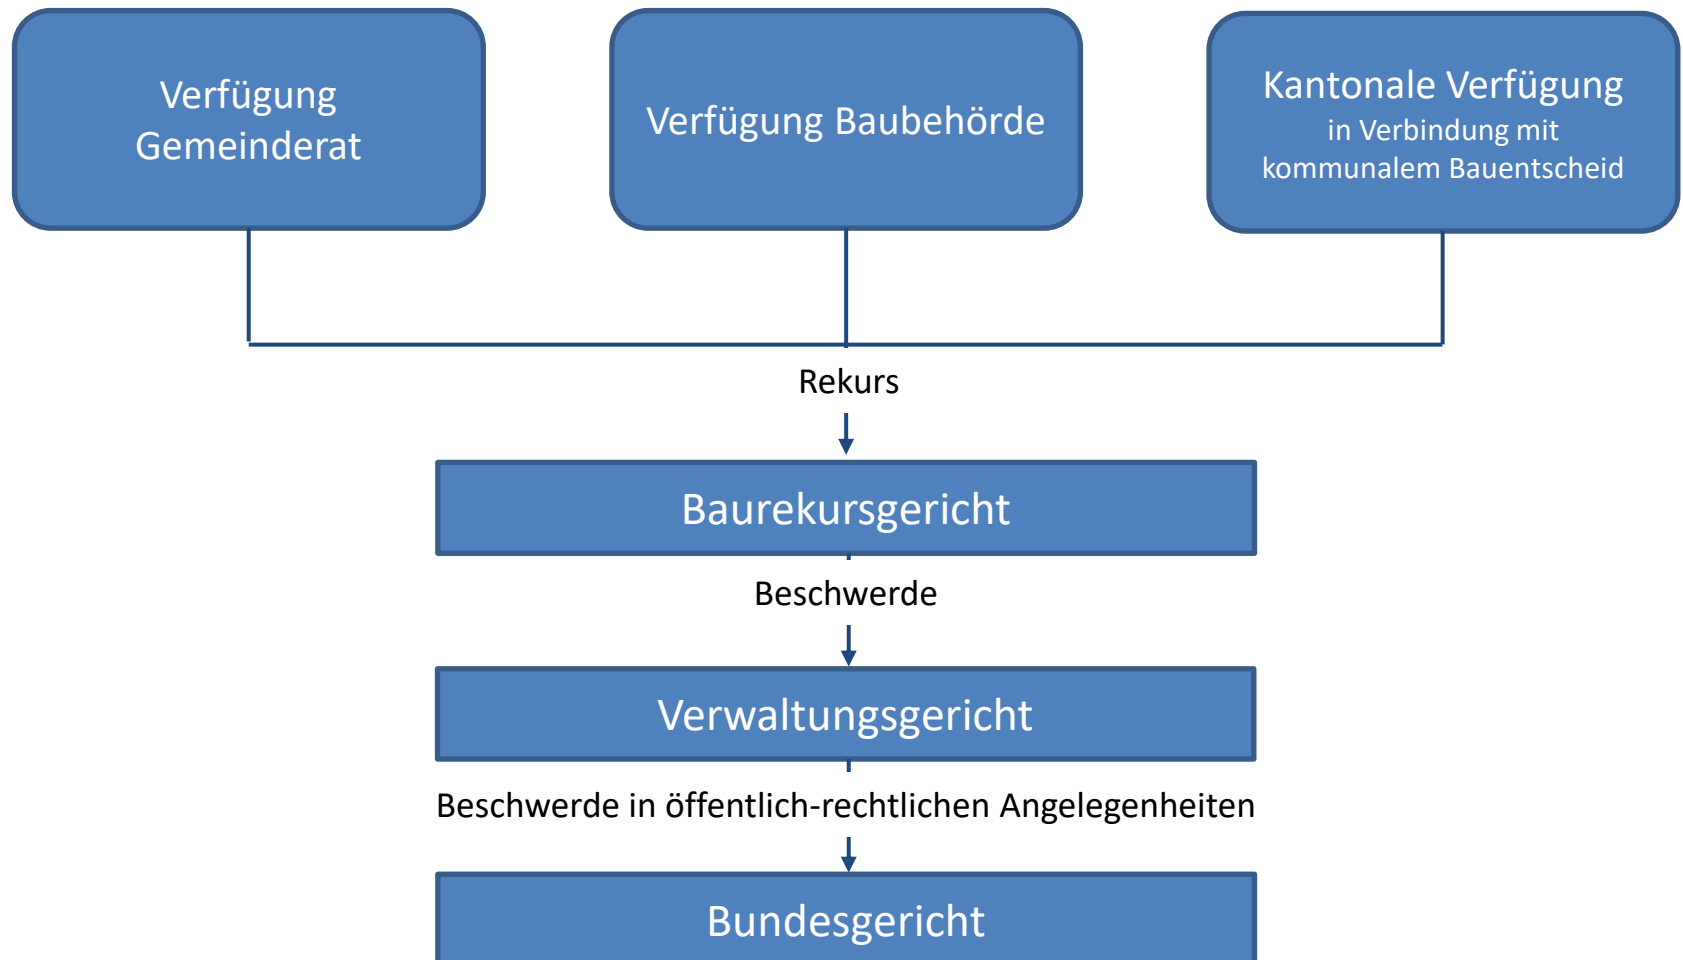 Verfügung
Gemeinderat
Verfügung Baubehörde
Kantonale Verfügung
in Verbindung mit
kommunalem Bauentscheid
Rekurs
Baurekursgericht
Beschwerde
Verwaltungsgericht
Beschwerde in öffentlich-rechtlichen Angelegenheiten
Bundesgericht